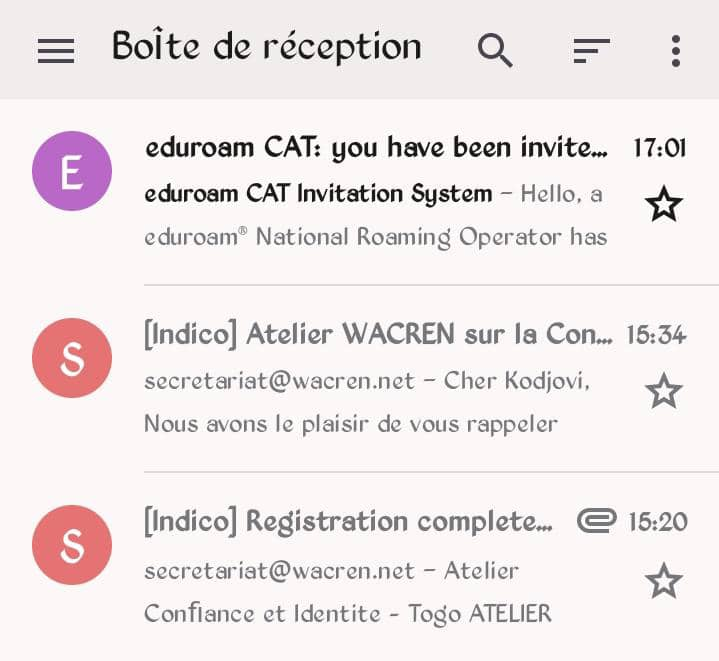 Boîte de réception
E
eduroam CAT: you have been invite... 17:01
eduroam CAT Invitation System – Hello, a
eduroam® National Roaming Operator has
S
[Indico] Atelier WACREN sur la Con... 15:34
secretariat@wacren.net – Cher Kodjovi,
Nous avons le plaisir de vous rappeler
S
[Indico] Registration complete... 15:20
secretariat@wacren.net – Atelier
Confiance et Identite - Togo ATELIER